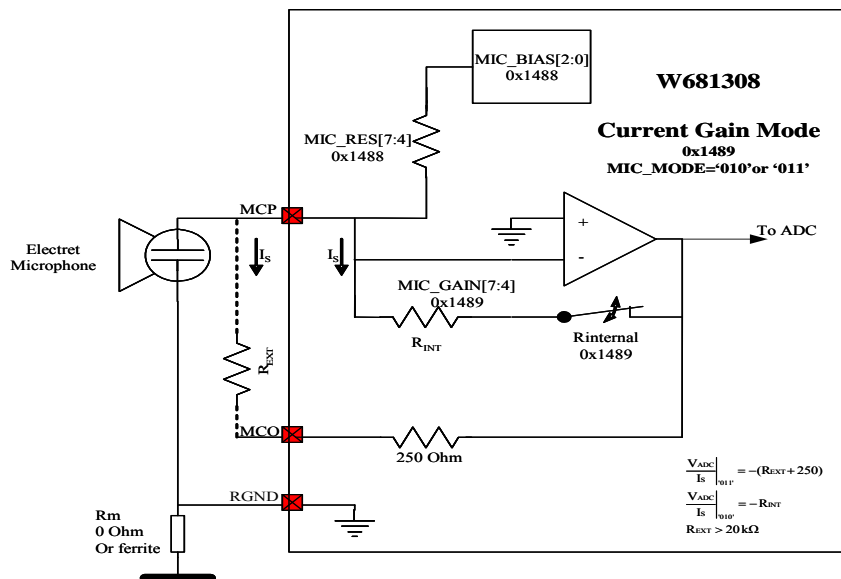 MIC_BIAS[2:0]
0x1488
W681308
MIC_RES[7:4]
0x1488
Current Gain Mode
0x1489
MIC_MODE=‘010’or ‘011’
MCP
Electret
Microphone
IS
IS
+
-
To ADC
MIC_GAIN[7:4]
0x1489
RINT
Rinternal
0x1489
REXT
MCO
250 Ohm
VADC
IS
'011'
=−(REXT+250)
RGND
VADC
IS
'010'
=−RINT
REXT > 20kΩ
Rm
0 Ohm
Or ferrite